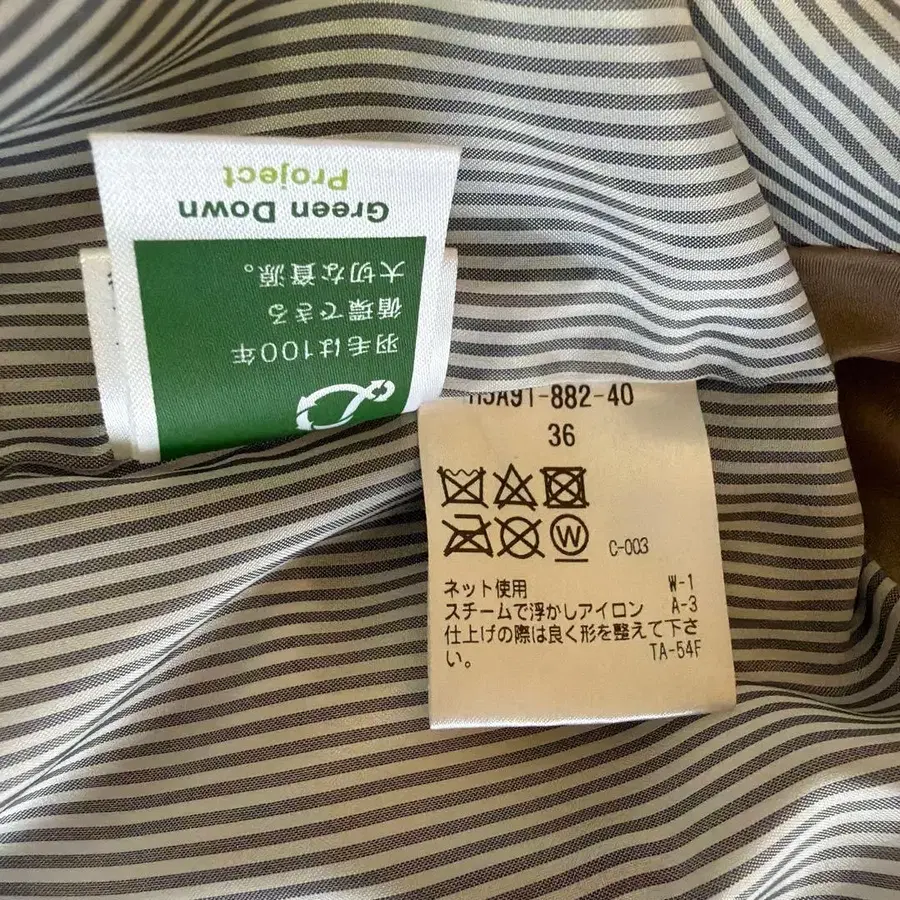 Green Down
Project
羽毛は100年
循環できる
大切な資源。
H5A91-882-40
36
W
C-003
ネット使用 W-1
スチームで浮かしアイロン A-3
仕上げの際は良く形を整えて下さ
い。 TA-54F